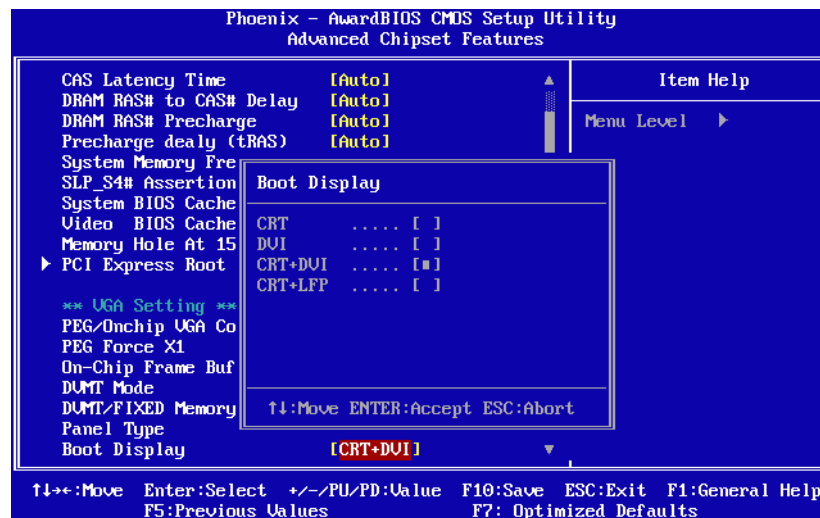 Phoenix - AwardBIOS CMOS Setup Utility
Advanced Chipset Features
CAS Latency Time [Auto]
DRAM RAS# to CAS# Delay [Auto]
DRAM RAS# Precharge [Auto]
Precharge dealy (tRAS) [Auto]
System Memory Fre
SLP_S4# Assertion
System BIOS Cache
Video BIOS Cache
Memory Hole At 15
PCI Express Root
** VGA Setting **
PEG/Onchip VGA Co
PEG Force X1
On-Chip Frame Buf
DVMT Mode
DVMT/FIXED Memory
Panel Type
Boot Display [CRT+DVI]
Item Help
Menu Level
Boot Display
CRT ..... [ ]
DVI ..... [ ]
CRT+DVI ..... [■]
CRT+LFP ..... [ ]
↑↓:Move ENTER:Accept ESC:Abort
↑↓→←:Move Enter:Select +/-/PU/PD:Value F10:Save ESC:Exit F1:General Help
F5:Previous Values F7: Optimized Defaults